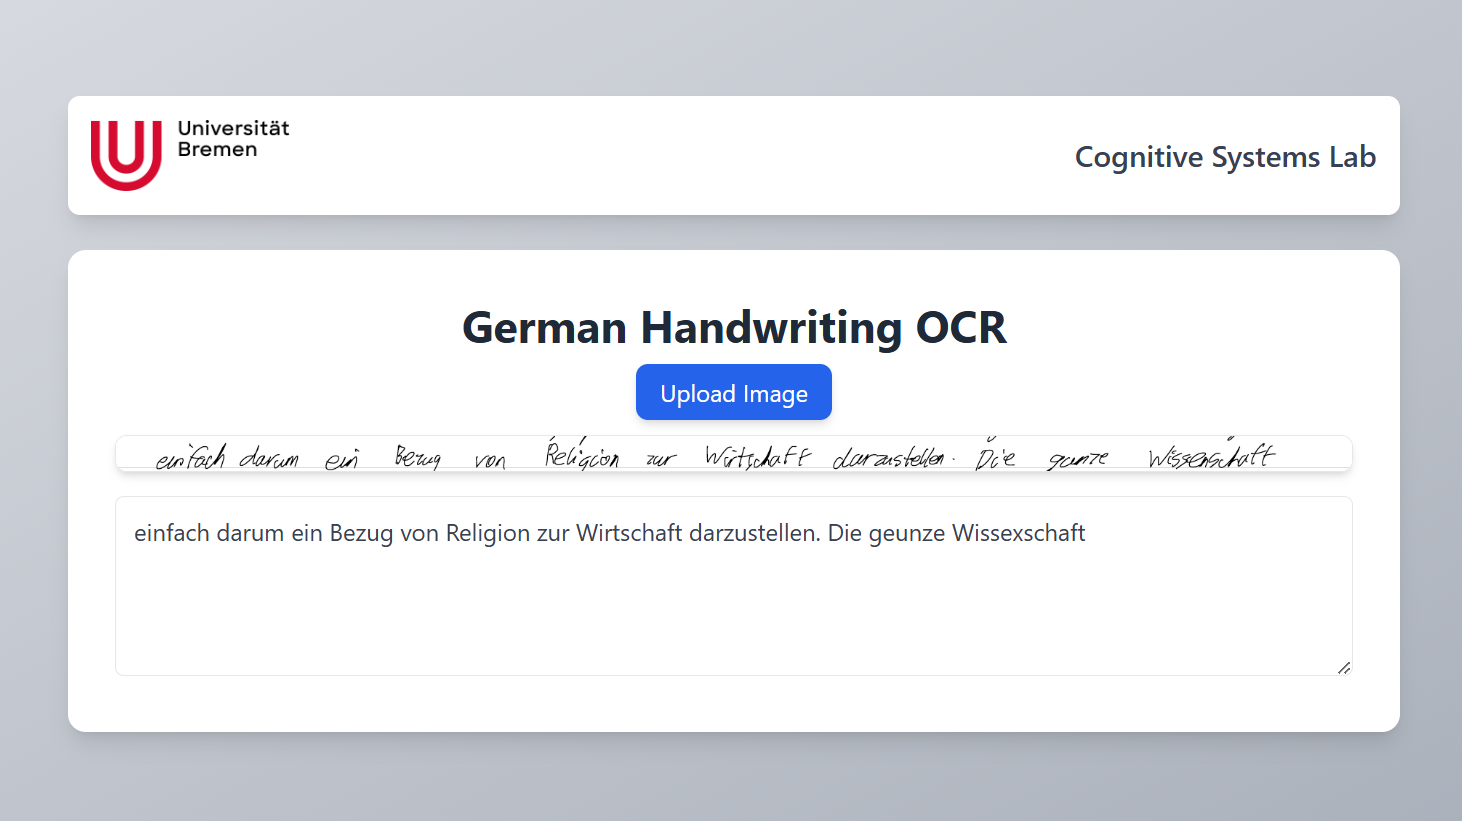 Universität
Bremen
Cognitive Systems Lab
German Handwriting OCR
Upload Image
einfach darum ein Bezug von Religion zur Wirtschaft darzustellen. Die ganze Wissenschaft
einfach darum ein Bezug von Religion zur Wirtschaft darzustellen. Die geunze Wissexschaft